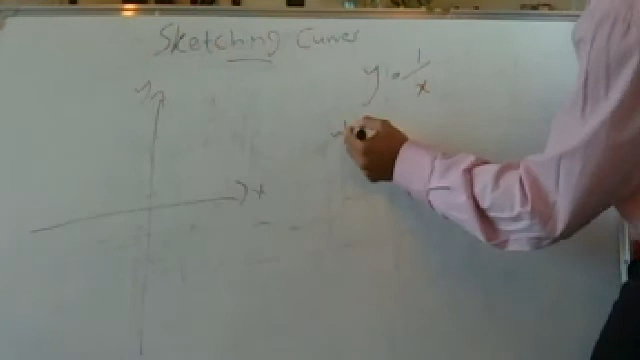 Sketching Curves
y = 1/x
y
x